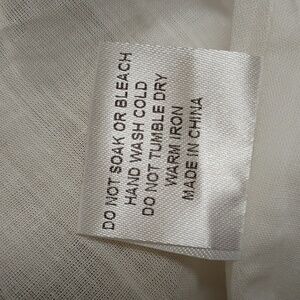 DO NOT SOAK OR BLEACH
HAND WASH COLD
DO NOT TUMBLE DRY
WARM IRON
MADE IN CHINA